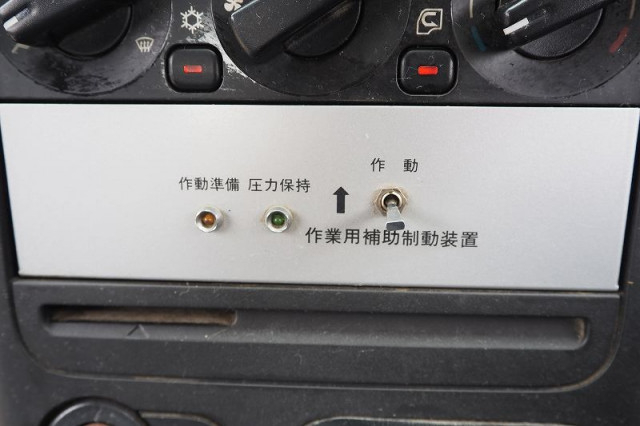 作動
作動準備 圧力保持
作業用補助制動装置